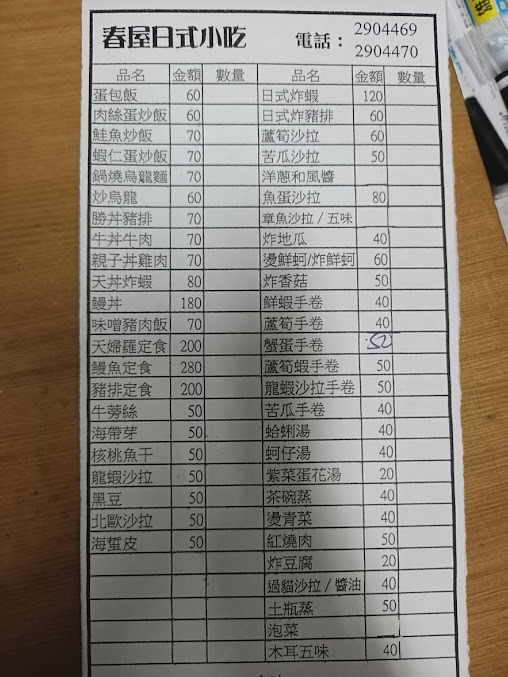 春屋日式小吃 電話： 2904469
2904470
品名 金額 數量 品名 金額 數量
蛋包飯 60 日式炸蝦 120
肉絲蛋炒飯 60 日式炸豬排 60
鮭魚炒飯 70 蘆筍沙拉 60
蝦仁蛋炒飯 70 苦瓜沙拉 50
鍋燒烏龍麵 70 洋蔥和風醬
炒烏龍 60 魚蛋沙拉 80
勝丼豬排 70 章魚沙拉 / 五味
牛丼牛肉 70 炸地瓜 40
親子丼雞肉 70 燙鮮蚵/炸鮮蚵 60
天丼炸蝦 80 炸香菇 50
鰻丼 180 鮮蝦手卷 40
味噌豬肉飯 70 蘆筍手卷 40
天婦羅定食 200 蟹蛋手卷 50
鰻魚定食 280 蘆筍蝦手卷 50
豬排定食 200 龍蝦沙拉手卷 50
牛蒡絲 50 苦瓜手卷 40
海帶芽 50 蛤蜊湯 40
核桃魚干 50 蚵仔湯 40
龍蝦沙拉 50 紫菜蛋花湯 20
黑豆 50 茶碗蒸 40
北歐沙拉 50 燙青菜 40
海蜇皮 50 紅燒肉 50
炸豆腐 20
過貓沙拉 / 醬油 40
土瓶蒸 50
泡菜
木耳五味 40